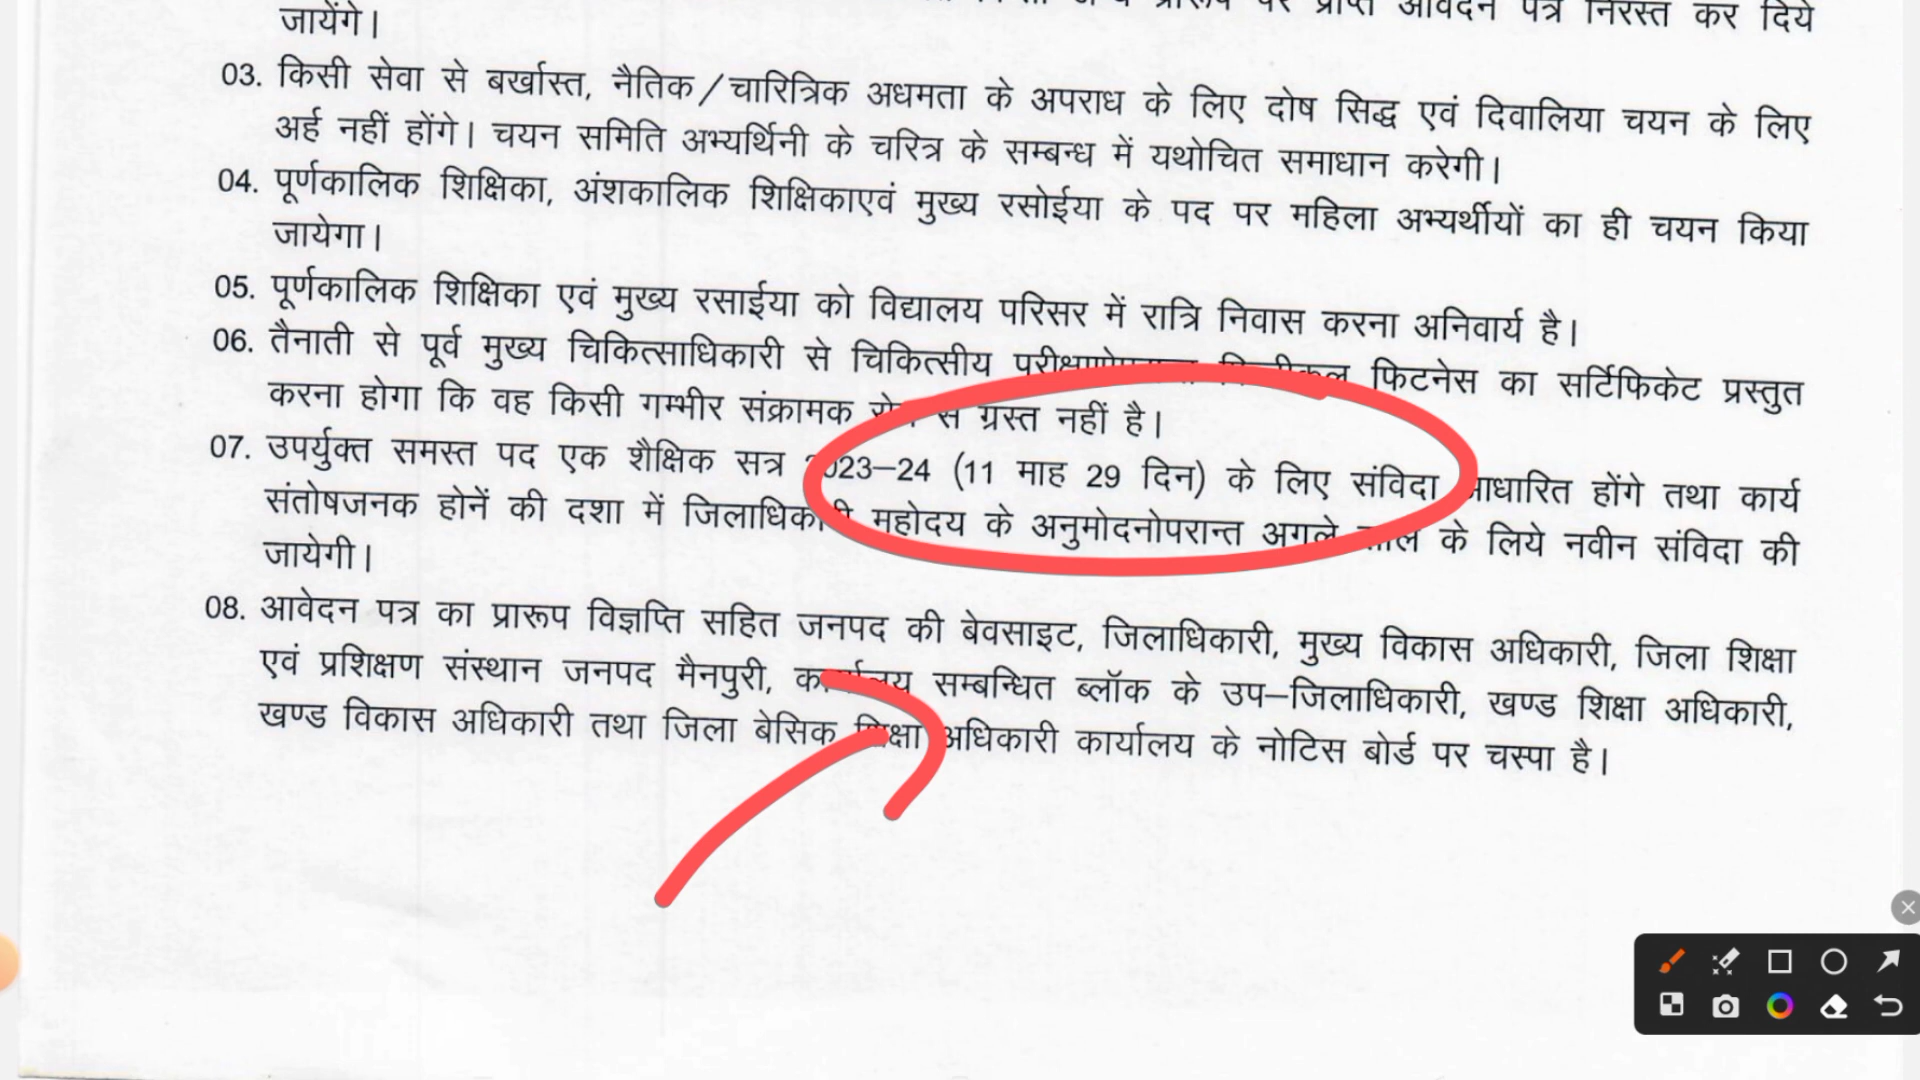 प्राप्त आवेदन पत्र निरस्त कर दिये
जायेंगे।
03. किसी सेवा से बर्खास्त, नैतिक/चारित्रिक अधमता के अपराध के लिए दोष सिद्ध एवं दिवालिया चयन के लिए
अर्ह नहीं होंगे। चयन समिति अभ्यर्थिनी के चरित्र के सम्बन्ध में यथोचित समाधान करेगी।
04. पूर्णकालिक शिक्षिका, अंशकालिक शिक्षिकाएवं मुख्य रसोईया के पद पर महिला अभ्यर्थीयों का ही चयन किया
जायेगा।
05. पूर्णकालिक शिक्षिका एवं मुख्य रसाईया को विद्यालय परिसर में रात्रि निवास करना अनिवार्य है।
06. तैनाती से पूर्व मुख्य चिकित्साधिकारी से चिकित्सीय फिटनेस का सर्टिफिकेट प्रस्तुत
करना होगा कि वह किसी गम्भीर संक्रामक से ग्रस्त नहीं है।
07. उपर्युक्त समस्त पद एक शैक्षिक सत्र 2023–24 (11 माह 29 दिन) के लिए संविदा आधारित होंगे तथा कार्य
संतोषजनक होनें की दशा में जिलाधिकारी महोदय के अनुमोदनोपरान्त अगले साल के लिये नवीन संविदा की
जायेगी।
08. आवेदन पत्र का प्रारूप विज्ञप्ति सहित जनपद की बेवसाइट, जिलाधिकारी, मुख्य विकास अधिकारी, जिला शिक्षा
एवं प्रशिक्षण संस्थान जनपद मैनपुरी, कार्यालय सम्बन्धित ब्लॉक के उप–जिलाधिकारी, खण्ड शिक्षा अधिकारी,
खण्ड विकास अधिकारी तथा जिला बेसिक शिक्षा अधिकारी कार्यालय के नोटिस बोर्ड पर चस्पा है।